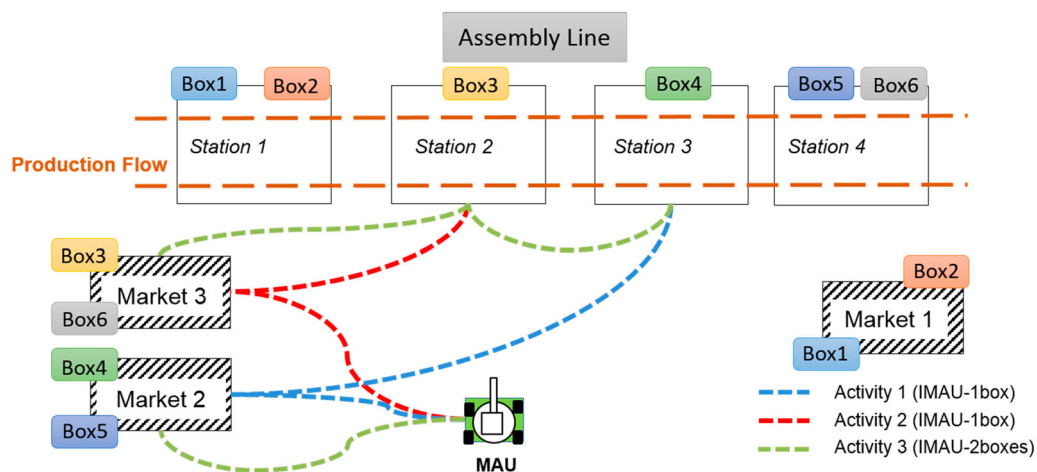 Assembly Line
Box1
Box2
Box3
Box4
Box5
Box6
Station 1
Station 2
Station 3
Station 4
Production Flow
Box3
Market 3
Box6
Box4
Market 2
Box5
MAU
Box2
Market 1
Box1
Activity 1 (IMAU-1box)
Activity 2 (IMAU-1box)
Activity 3 (IMAU-2boxes)